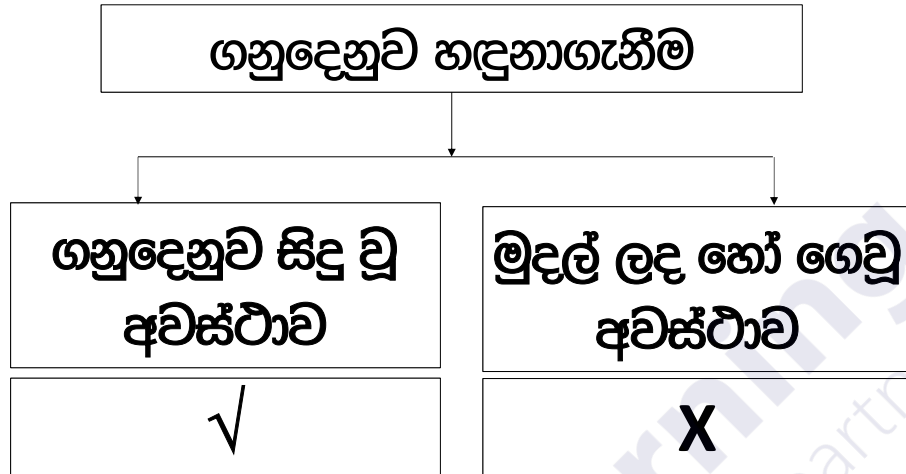 ගනුදෙනුව හඳුනාගැනීම
ගනුදෙනුව සිදු වූ
අවස්ථාව
මුදල් ලද හෝ ගෙවූ
අවස්ථාව
√
X